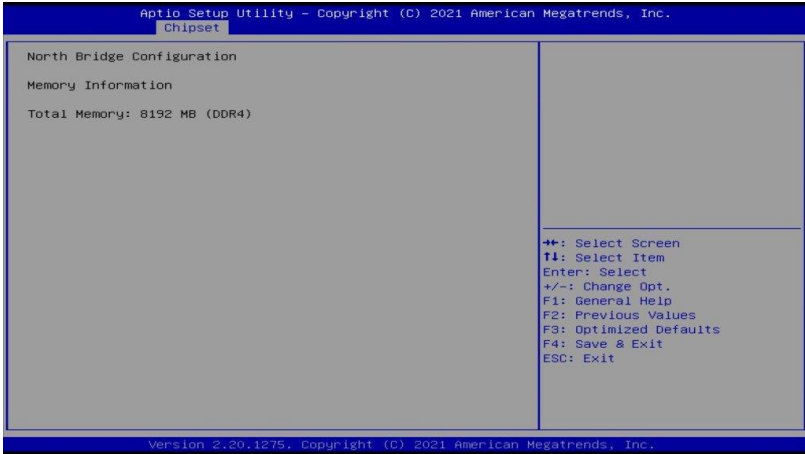 Aptio Setup Utility – Copyright (C) 2021 American Megatrends, Inc.
Chipset
North Bridge Configuration
Memory Information
Total Memory: 8192 MB (DDR4)
→←: Select Screen
↑↓: Select Item
Enter: Select
+/-: Change Opt.
F1: General Help
F2: Previous Values
F3: Optimized Defaults
F4: Save & Exit
ESC: Exit
Version 2.20.1275. Copyright (C) 2021 American Megatrends, Inc.